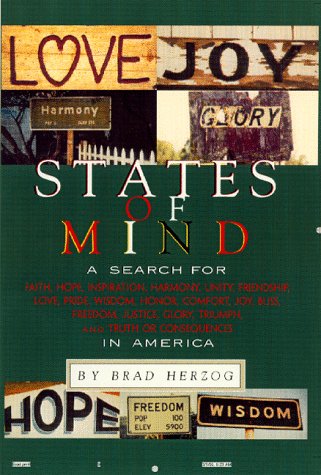 LOVE JOY
Harmony
GLORY
STATES
OF
MIND
A SEARCH FOR
FAITH, HOPE, INSPIRATION, HARMONY, UNITY, FRIENDSHIP,
LOVE, PRIDE, WISDOM, HONOR, COMFORT, JOY, BLISS,
FREEDOM, JUSTICE, GLORY, TRIUMPH,
AND TRUTH OR CONSEQUENCES
IN AMERICA
BY BRAD HERZOG
HOPE
FREEDOM
POP 100
ELEV 5900
WISDOM